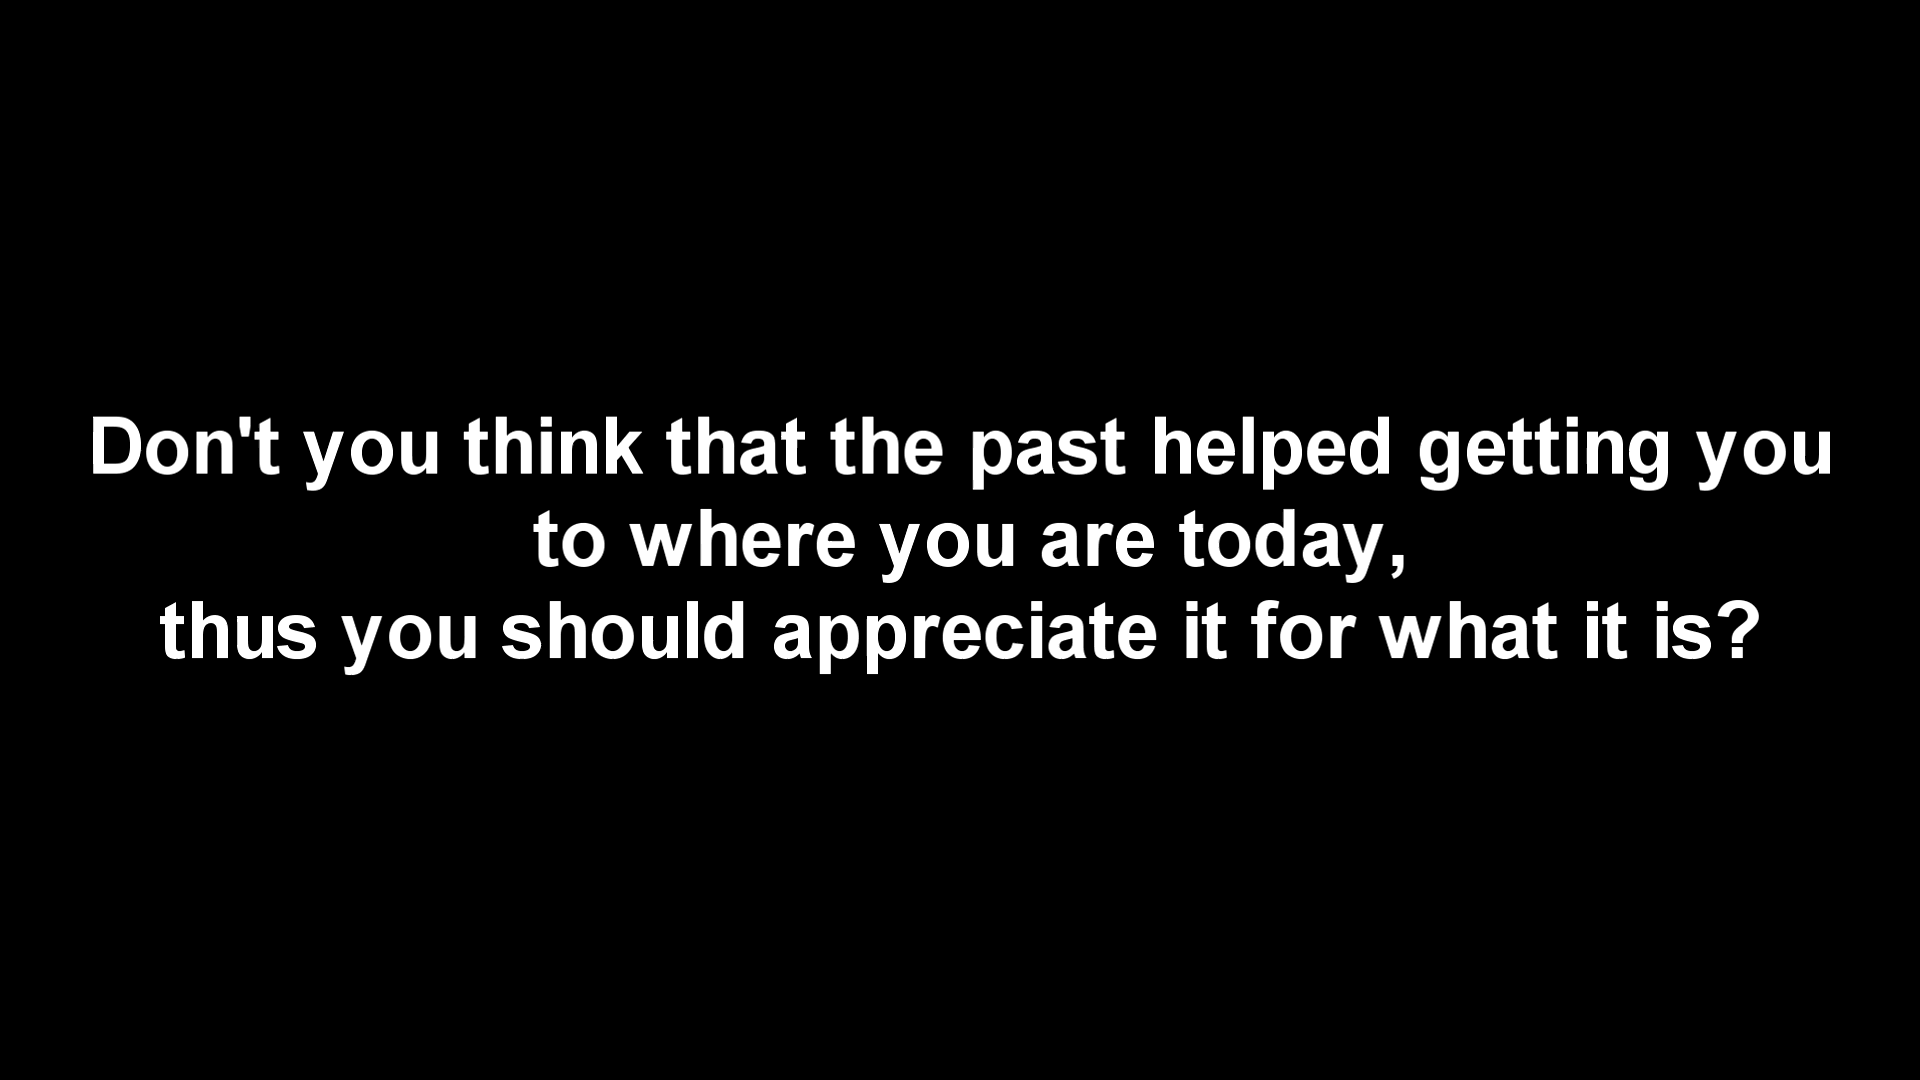 Don't you think that the past helped getting you
to where you are today,
thus you should appreciate it for what it is?